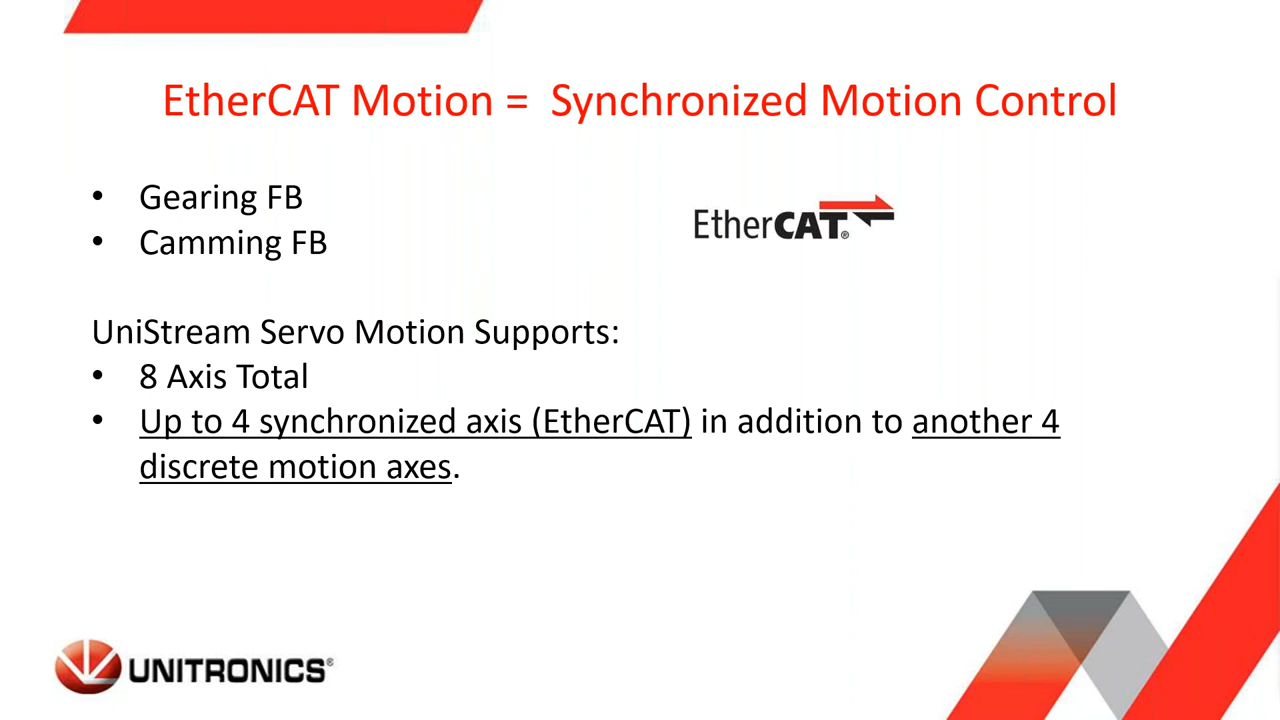 EtherCAT Motion = Synchronized Motion Control
• Gearing FB
EtherCAT®
• Camming FB
UniStream Servo Motion Supports:
• 8 Axis Total
• Up to 4 synchronized axis (EtherCAT) in addition to another 4
discrete motion axes.
UNITRONICS®